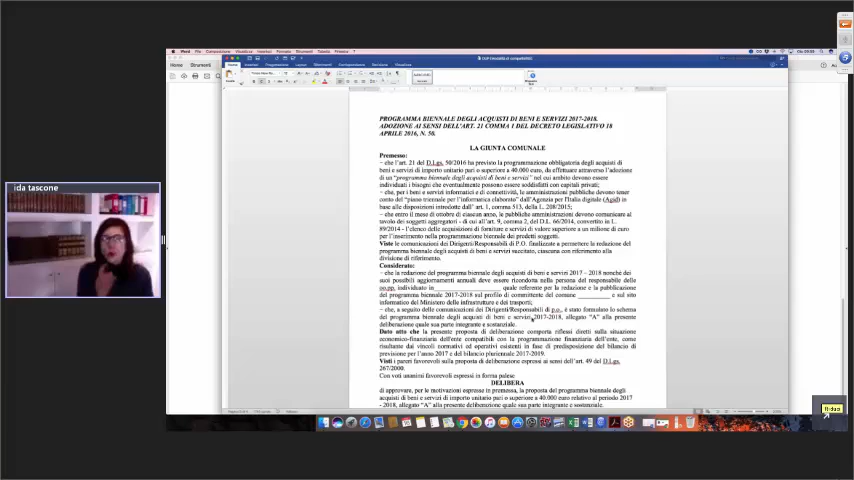 ida tascone
PROGRAMMA BIENNALE DEGLI ACQUISTI DI BENI E SERVIZI 2017-2018.
ADOZIONE AI SENSI DELL'ART. 21 COMMA 1 DEL DECRETO LEGISLATIVO 18
APRILE 2016, N. 50.
LA GIUNTA COMUNALE
Premesso:
– che l'art. 21 del D.Lgs. 50/2016 ha previsto la programmazione obbligatoria degli acquisti di
beni e servizi di importo unitario pari o superiore a 40.000 euro, da effettuare attraverso l'adozione
di un "programma biennale degli acquisti di beni e servizi" nel cui ambito devono essere
individuati i bisogni che eventualmente possono essere soddisfatti con capitali privati;
– che, per i beni e servizi informatici e di connettività, le amministrazioni pubbliche devono tener
conto del "piano triennale per l'informatica elaborato" dall'Agenzia per l'Italia digitale (Agid) in
base alle disposizioni introdotte dall' art. 1, comma 513, della L. 208/2015;
– che entro il mese di ottobre di ciascun anno, le pubbliche amministrazioni devono comunicare al
tavolo dei soggetti aggregatori - di cui all'art. 9, comma 2, del D.L. 66/2014, convertito in L.
89/2014 - l'elenco delle acquisizioni di forniture e servizi di valore superiore a un milione di euro
per l'inserimento nella programmazione biennale dei predetti soggetti.
Viste le comunicazioni dei Dirigenti/Responsabili di P.O. finalizzate a permettere la redazione del
programma biennale degli acquisti di beni e servizi succitato, ciascuna con riferimento alla
divisione di riferimento.
Considerato:
– che la redazione del programma biennale degli acquisti di beni e servizi 2017 – 2018 nonché dei
suoi possibili aggiornamenti annuali deve essere ricondotta nella persona del responsabile delle
oo.pp, individuato in ________ quale referente per la redazione e la pubblicazione
del programma biennale 2017-2018 sul profilo di committente del comune ________ e sul sito
informatico del Ministero delle infrastrutture e dei trasporti;
– che, a seguito delle comunicazioni dei Dirigenti/Responsabili di p.o., è stato formulato lo schema
del programma biennale degli acquisti di beni e servizi 2017-2018, allegato "A" alla presente
deliberazione quale sua parte integrante e sostanziale.
Dato atto che la presente proposta di deliberazione comporta riflessi diretti sulla situazione
economico-finanziaria dell'ente compatibili con la programmazione finanziaria dell'ente, come
risultante dai vincoli normativi ed operativi esistenti in fase di predisposizione del bilancio di
previsione per l'anno 2017 e del bilancio pluriennale 2017-2019.
Visti i pareri favorevoli sulla proposta di deliberazione espressi ai sensi dell'art. 49 del D.Lgs.
267/2000.
Con voti unanimi favorevoli espressi in forma palese
DELIBERA
di approvare, per le motivazioni espresse in premessa, la proposta del programma biennale degli
acquisti di beni e servizi di importo unitario pari o superiore a 40.000 euro relativo al periodo 2017
- 2018, allegato "A" alla presente deliberazione quale sua parte integrante e sostanziale.
Riduci